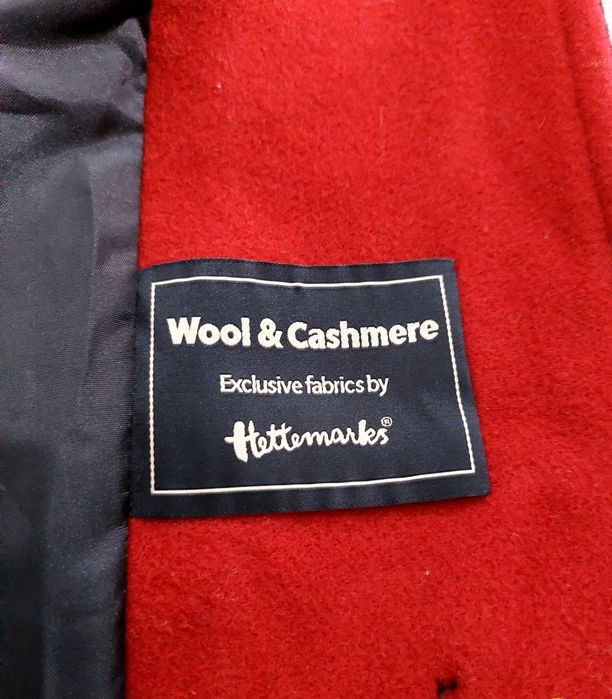 Wool & Cashmere
Exclusive fabrics by
Hettemarks®